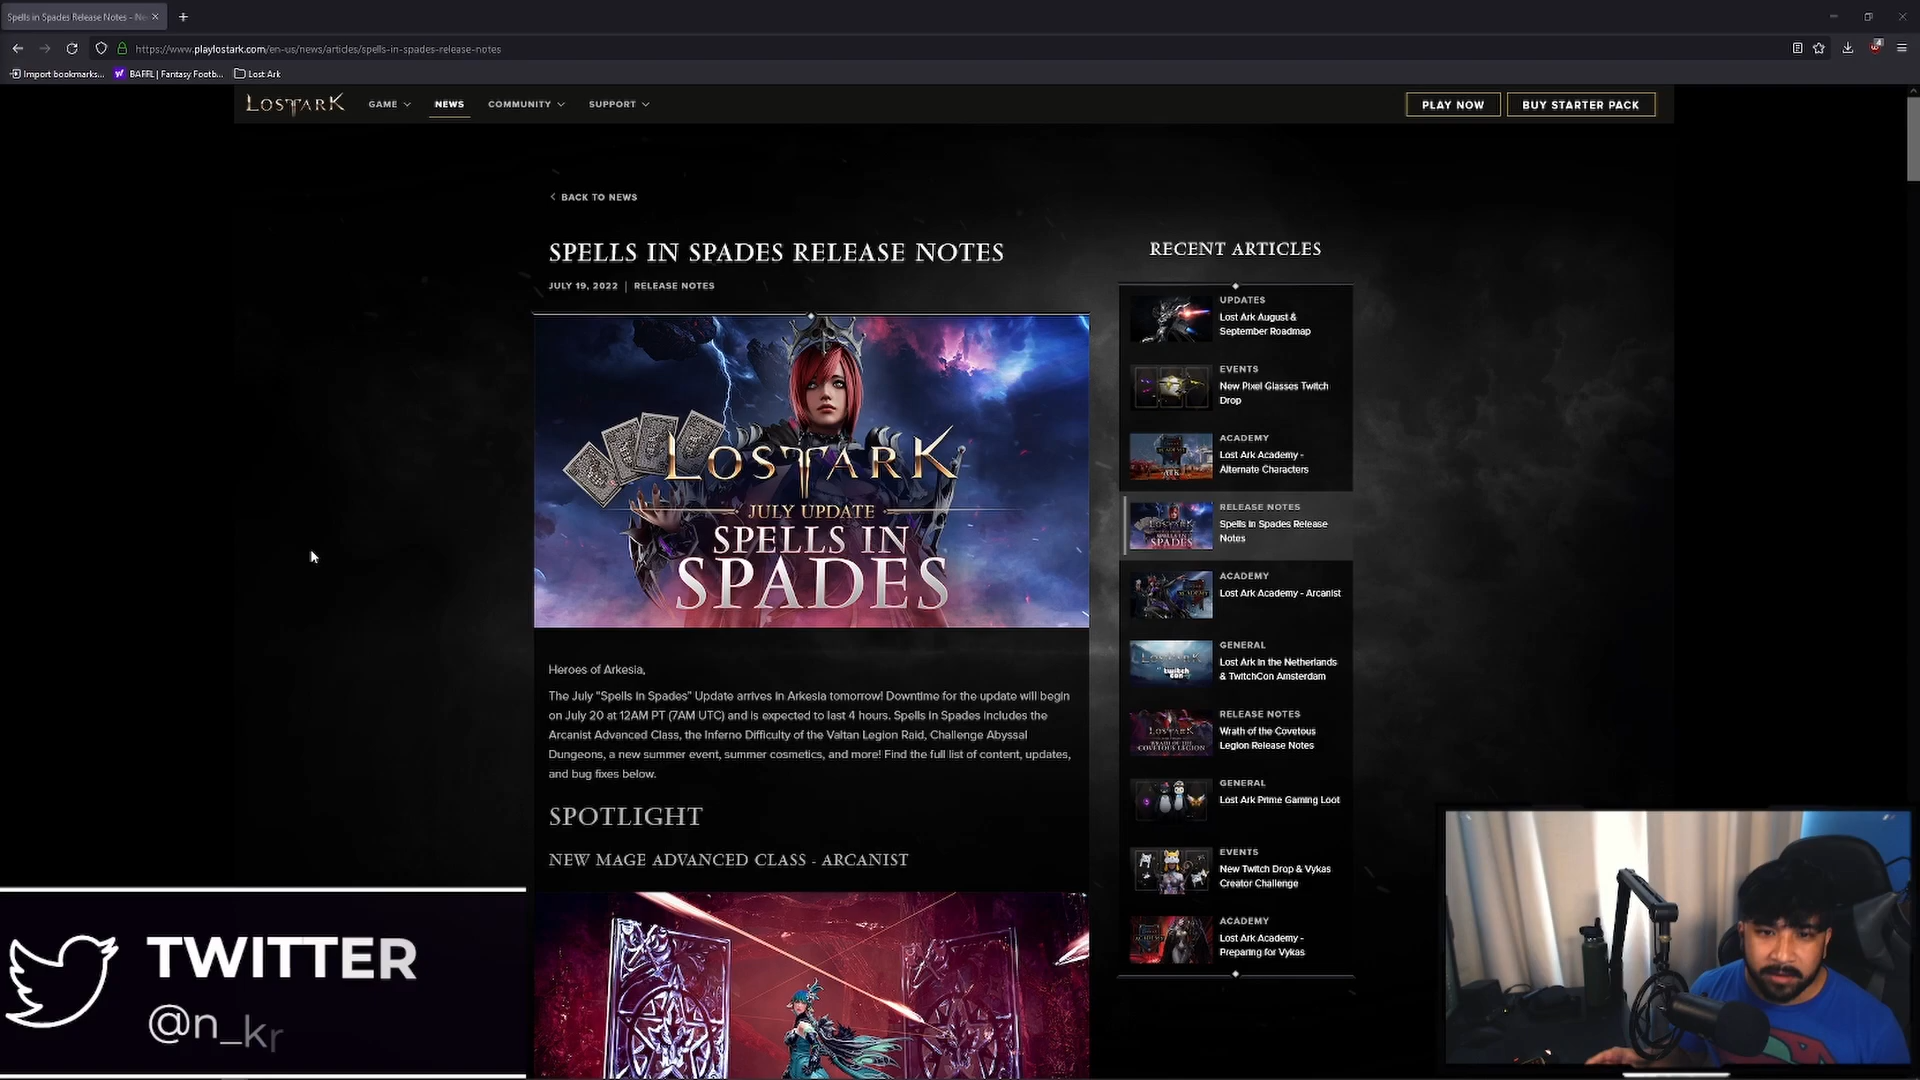 Spells in Spades Release Notes - Ne
https://www.playlostark.com/en-us/news/articles/spells-in-spades-release-notes
4
Import bookmarks...
BAFFL | Fantasy Footb...
Lost Ark
LOST ARK
GAME
NEWS
COMMUNITY
SUPPORT
PLAY NOW
BUY STARTER PACK
BACK TO NEWS
SPELLS IN SPADES RELEASE NOTES
JULY 19, 2022 | RELEASE NOTES
LOST ARK
JULY UPDATE
SPELLS IN
SPADES
Heroes of Arkesia,
The July "Spells in Spades" Update arrives in Arkesia tomorrow! Downtime for the update will begin
on July 20 at 12AM PT (7AM UTC) and is expected to last 4 hours. Spells in Spades includes the
Arcanist Advanced Class, the Inferno Difficulty of the Valtan Legion Raid, Challenge Abyssal
Dungeons, a new summer event, summer cosmetics, and more! Find the full list of content, updates,
and bug fixes below.
SPOTLIGHT
NEW MAGE ADVANCED CLASS - ARCANIST
RECENT ARTICLES
UPDATES
Lost Ark August &
September Roadmap
EVENTS
New Pixel Glasses Twitch
Drop
ACADEMY
Lost Ark Academy -
Alternate Characters
RELEASE NOTES
Spells in Spades Release
Notes
ACADEMY
Lost Ark Academy - Arcanist
GENERAL
Lost Ark in the Netherlands
& TwitchCon Amsterdam
RELEASE NOTES
Wrath of the Covetous
Legion Release Notes
GENERAL
Lost Ark Prime Gaming Loot
EVENTS
New Twitch Drop & Vykas
Creator Challenge
ACADEMY
Lost Ark Academy -
Preparing for Vykas
TWITTER
@n_kr